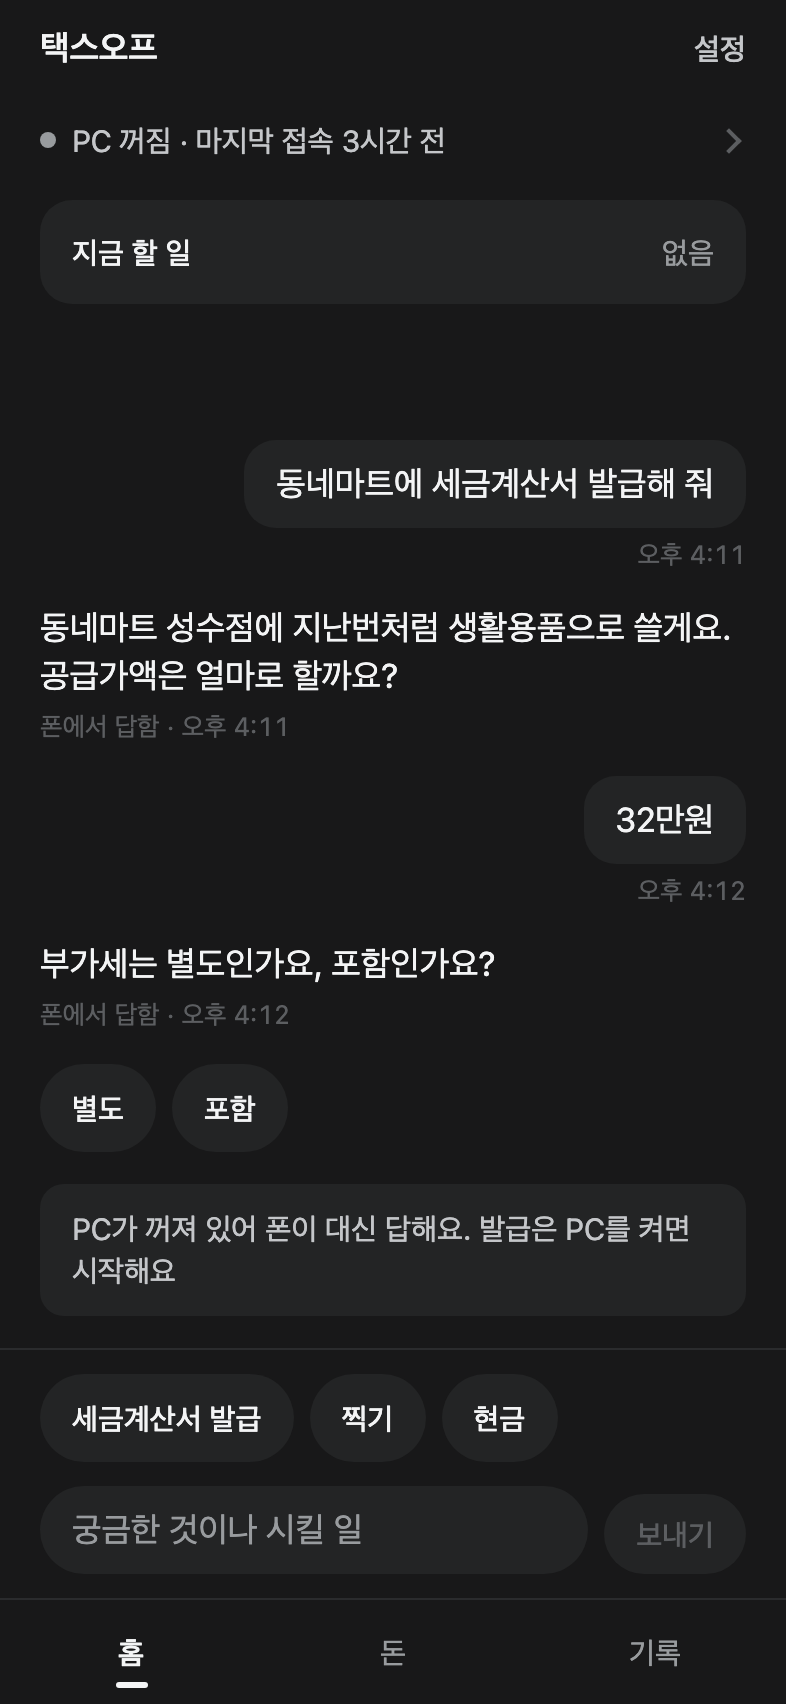 택스오프
설정
PC 꺼짐 · 마지막 접속 3시간 전
지금 할 일
없음
동네마트에 세금계산서 발급해 줘
오후 4:11
동네마트 성수점에 지난번처럼 생활용품으로 쓸게요.
공급가액은 얼마로 할까요?
폰에서 답함 · 오후 4:11
32만원
오후 4:12
부가세는 별도인가요, 포함인가요?
폰에서 답함 · 오후 4:12
별도
포함
PC가 꺼져 있어 폰이 대신 답해요. 발급은 PC를 켜면
시작해요
세금계산서 발급
찍기
현금
궁금한 것이나 시킬 일
보내기
홈
돈
기록